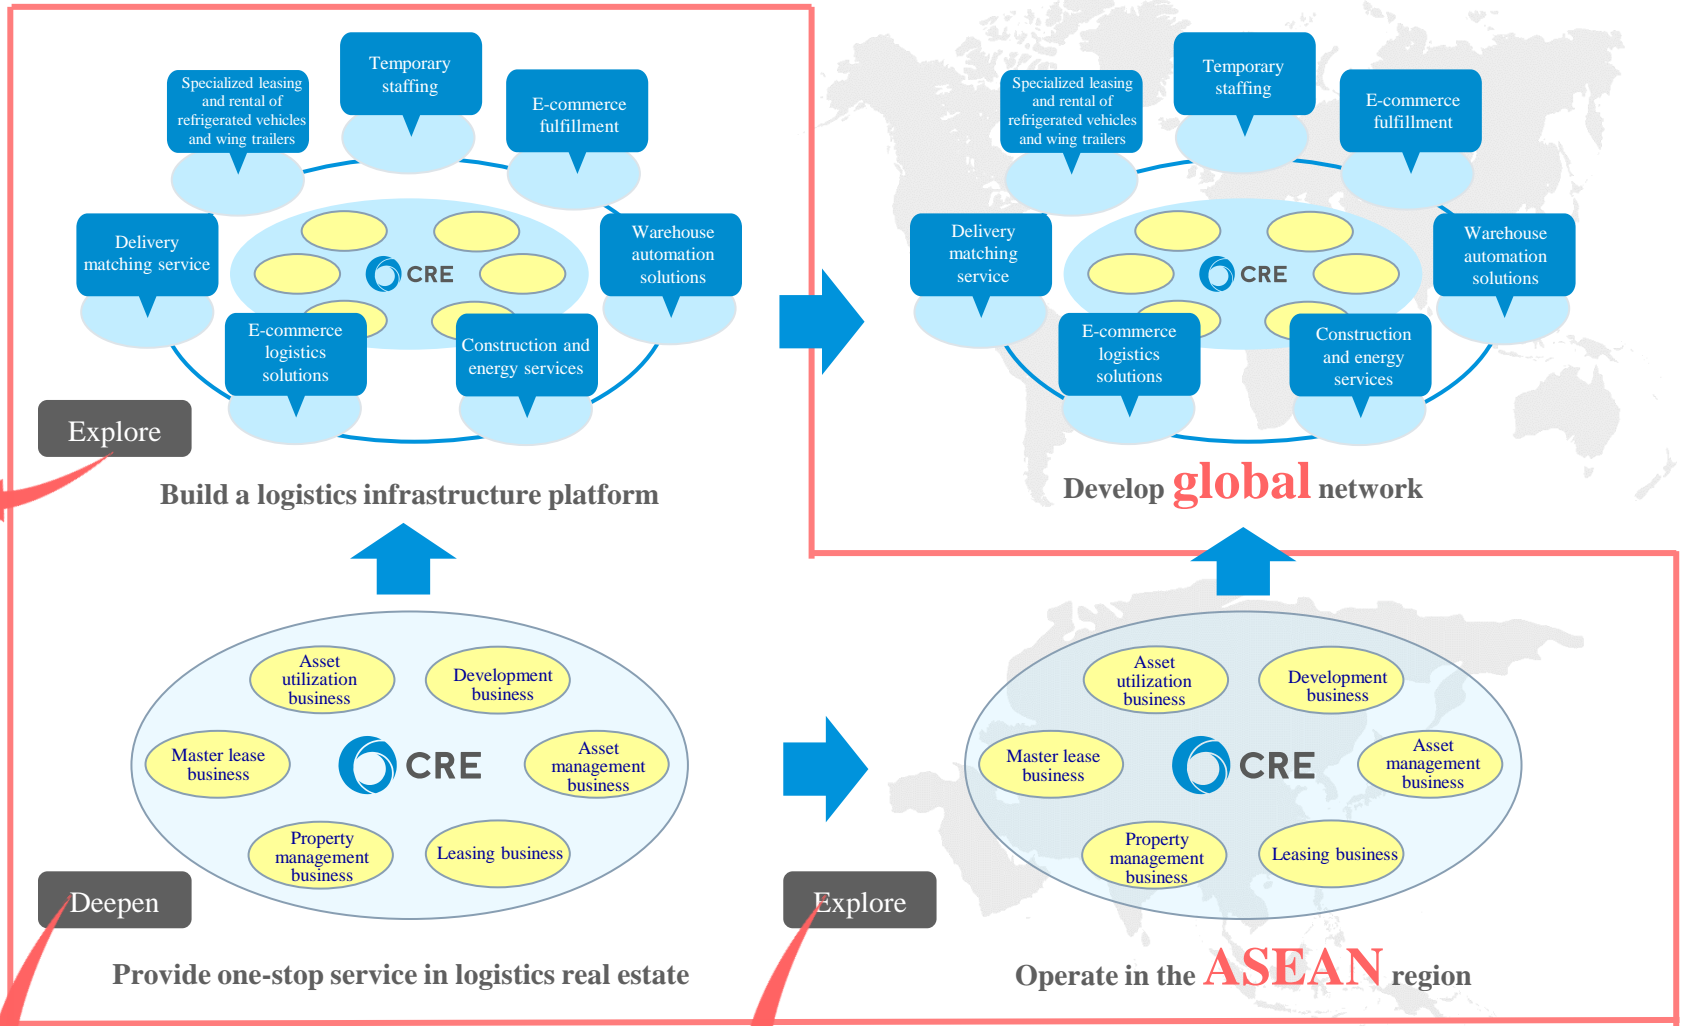 Temporary
staffing
Specialized leasing
and rental of
refrigerated vehicles
and wing trailers
E-commerce
fulfillment
Delivery
matching service
Warehouse
automation
solutions
CRE
E-commerce
logistics
solutions
Construction and
energy services
Explore
Build a logistics infrastructure platform
Temporary
staffing
Specialized leasing
and rental of
refrigerated vehicles
and wing trailers
E-commerce
fulfillment
Delivery
matching
service
Warehouse
automation
solutions
CRE
E-commerce
logistics
solutions
Construction
and energy
services
Develop global network
Asset
utilization
business
Development
business
Master lease
business
CRE
Asset
management
business
Property
management
business
Leasing business
Deepen
Provide one-stop service in logistics real estate
Asset
utilization
business
Development
business
Master lease
business
CRE
Asset
management
business
Property
management
business
Leasing business
Explore
Operate in the ASEAN region